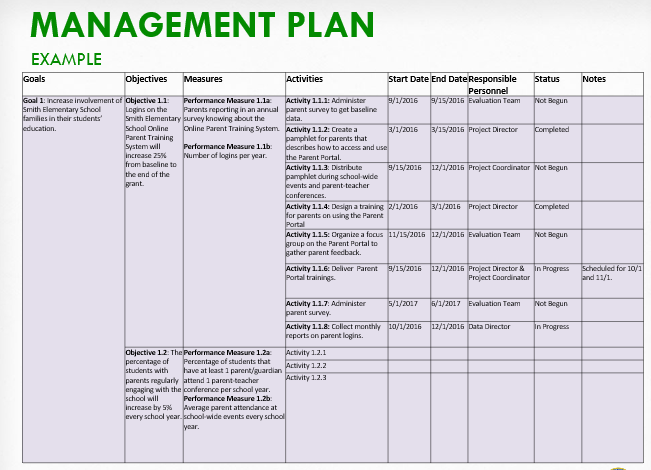 MANAGEMENT PLAN
EXAMPLE
Goals Objectives Measures Activities Start Date End Date Responsible Personnel Status Notes
Goal 1: Increase involvement of
Smith Elementary School
families in their students'
education.
Objective 1.1:
Logins on the
Smith Elementary
School Online
Parent Training
System will
increase 25%
from baseline to
the end of the
grant.
Performance Measure 1.1a:
Parents reporting in an annual
survey knowing about the
Online Parent Training System.
Performance Measure 1.1b:
Number of logins per year.
Activity 1.1.1: Administer
parent survey to get baseline
data.
9/1/2016 9/15/2016 Evaluation Team Not Begun
Activity 1.1.2: Create a
pamphlet for parents that
describes how to access and use
the Parent Portal.
3/1/2016 3/15/2016 Project Director Completed
Activity 1.1.3: Distribute
pamphlet during school-wide
events and parent-teacher
conferences.
9/15/2016 12/1/2016 Project Coordinator Not Begun
Activity 1.1.4: Design a training
for parents on using the Parent
Portal
2/1/2016 3/1/2016 Project Director Completed
Activity 1.1.5: Organize a focus
group on the Parent Portal to
gather parent feedback.
11/15/2016 12/1/2016 Evaluation Team Not Begun
Activity 1.1.6: Deliver Parent
Portal trainings.
9/15/2016 12/1/2016 Project Director &
Project Coordinator
In Progress
Scheduled for 10/1
and 11/1.
Activity 1.1.7: Administer
parent survey.
5/1/2017 6/1/2017 Evaluation Team Not Begun
Activity 1.1.8: Collect monthly
reports on parent logins.
10/1/2016 12/1/2016 Data Director In Progress
Objective 1.2: The
percentage of
students with
parents regularly
engaging with the
school will
increase by 5%
every school year.
Performance Measure 1.2a:
Percentage of students that
have at least 1 parent/guardian
attend 1 parent-teacher
conference per school year.
Performance Measure 1.2b:
Average parent attendance at
school-wide events every school
year.
Activity 1.2.1
Activity 1.2.2
Activity 1.2.3